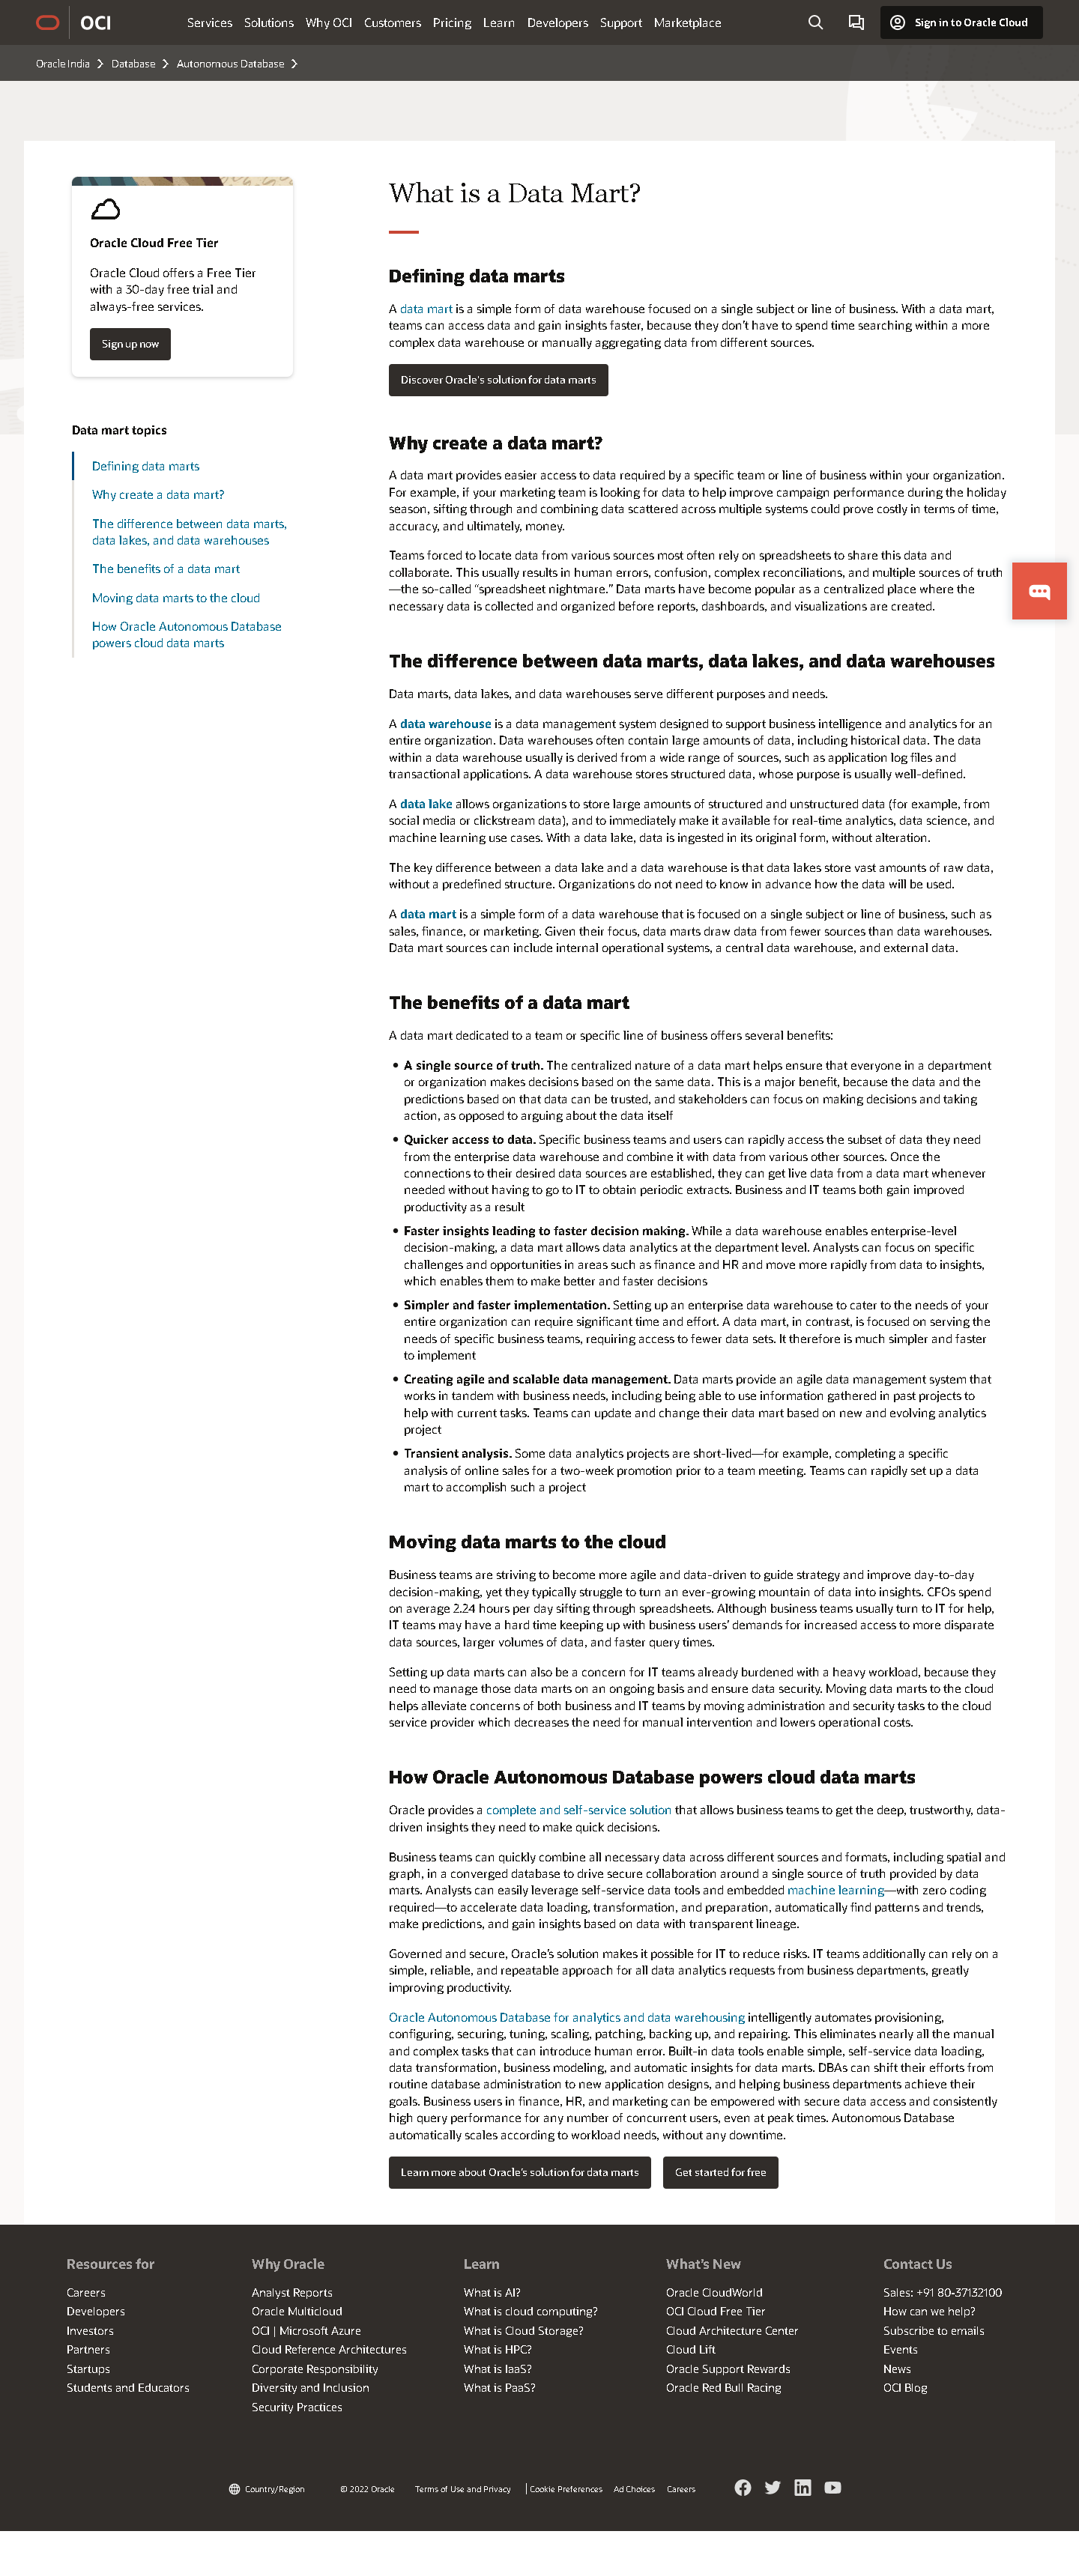 OCI
Services Solutions Why OCI Customers Pricing Learn Developers Support Marketplace
Sign in to Oracle Cloud
Oracle India Database Autonomous Database
Oracle Cloud Free Tier
Oracle Cloud offers a Free Tier
with a 30-day free trial and
always-free services.
Sign up now
Data mart topics
Defining data marts
Why create a data mart?
The difference between data marts,
data lakes, and data warehouses
The benefits of a data mart
Moving data marts to the cloud
How Oracle Autonomous Database
powers cloud data marts
What is a Data Mart?
Defining data marts
A data mart is a simple form of data warehouse focused on a single subject or line of business. With a data mart,
teams can access data and gain insights faster, because they don’t have to spend time searching within a more
complex data warehouse or manually aggregating data from different sources.
Discover Oracle's solution for data marts
Why create a data mart?
A data mart provides easier access to data required by a specific team or line of business within your organization.
For example, if your marketing team is looking for data to help improve campaign performance during the holiday
season, sifting through and combining data scattered across multiple systems could prove costly in terms of time,
accuracy, and ultimately, money.
Teams forced to locate data from various sources most often rely on spreadsheets to share this data and
collaborate. This usually results in human errors, confusion, complex reconciliations, and multiple sources of truth
—the so-called “spreadsheet nightmare.” Data marts have become popular as a centralized place where the
necessary data is collected and organized before reports, dashboards, and visualizations are created.
The difference between data marts, data lakes, and data warehouses
Data marts, data lakes, and data warehouses serve different purposes and needs.
A data warehouse is a data management system designed to support business intelligence and analytics for an
entire organization. Data warehouses often contain large amounts of data, including historical data. The data
within a data warehouse usually is derived from a wide range of sources, such as application log files and
transactional applications. A data warehouse stores structured data, whose purpose is usually well-defined.
A data lake allows organizations to store large amounts of structured and unstructured data (for example, from
social media or clickstream data), and to immediately make it available for real-time analytics, data science, and
machine learning use cases. With a data lake, data is ingested in its original form, without alteration.
The key difference between a data lake and a data warehouse is that data lakes store vast amounts of raw data,
without a predefined structure. Organizations do not need to know in advance how the data will be used.
A data mart is a simple form of a data warehouse that is focused on a single subject or line of business, such as
sales, finance, or marketing. Given their focus, data marts draw data from fewer sources than data warehouses.
Data mart sources can include internal operational systems, a central data warehouse, and external data.
The benefits of a data mart
A data mart dedicated to a team or specific line of business offers several benefits:
• A single source of truth. The centralized nature of a data mart helps ensure that everyone in a department
or organization makes decisions based on the same data. This is a major benefit, because the data and the
predictions based on that data can be trusted, and stakeholders can focus on making decisions and taking
action, as opposed to arguing about the data itself
• Quicker access to data. Specific business teams and users can rapidly access the subset of data they need
from the enterprise data warehouse and combine it with data from various other sources. Once the
connections to their desired data sources are established, they can get live data from a data mart whenever
needed without having to go to IT to obtain periodic extracts. Business and IT teams both gain improved
productivity as a result
• Faster insights leading to faster decision making. While a data warehouse enables enterprise-level
decision-making, a data mart allows data analytics at the department level. Analysts can focus on specific
challenges and opportunities in areas such as finance and HR and move more rapidly from data to insights,
which enables them to make better and faster decisions
• Simpler and faster implementation. Setting up an enterprise data warehouse to cater to the needs of your
entire organization can require significant time and effort. A data mart, in contrast, is focused on serving the
needs of specific business teams, requiring access to fewer data sets. It therefore is much simpler and faster
to implement
• Creating agile and scalable data management. Data marts provide an agile data management system that
works in tandem with business needs, including being able to use information gathered in past projects to
help with current tasks. Teams can update and change their data mart based on new and evolving analytics
project
• Transient analysis. Some data analytics projects are short-lived—for example, completing a specific
analysis of online sales for a two-week promotion prior to a team meeting. Teams can rapidly set up a data
mart to accomplish such a project
Moving data marts to the cloud
Business teams are striving to become more agile and data-driven to guide strategy and improve day-to-day
decision-making, yet they typically struggle to turn an ever-growing mountain of data into insights. CFOs spend
on average 2.24 hours per day sifting through spreadsheets. Although business teams usually turn to IT for help,
IT teams may have a hard time keeping up with business users’ demands for increased access to more disparate
data sources, larger volumes of data, and faster query times.
Setting up data marts can also be a concern for IT teams already burdened with a heavy workload, because they
need to manage those data marts on an ongoing basis and ensure data security. Moving data marts to the cloud
helps alleviate concerns of both business and IT teams by moving administration and security tasks to the cloud
service provider which decreases the need for manual intervention and lowers operational costs.
How Oracle Autonomous Database powers cloud data marts
Oracle provides a complete and self-service solution that allows business teams to get the deep, trustworthy, data-
driven insights they need to make quick decisions.
Business teams can quickly combine all necessary data across different sources and formats, including spatial and
graph, in a converged database to drive secure collaboration around a single source of truth provided by data
marts. Analysts can easily leverage self-service data tools and embedded machine learning—with zero coding
required—to accelerate data loading, transformation, and preparation, automatically find patterns and trends,
make predictions, and gain insights based on data with transparent lineage.
Governed and secure, Oracle’s solution makes it possible for IT to reduce risks. IT teams additionally can rely on a
simple, reliable, and repeatable approach for all data analytics requests from business departments, greatly
improving productivity.
Oracle Autonomous Database for analytics and data warehousing intelligently automates provisioning,
configuring, securing, tuning, scaling, patching, backing up, and repairing. This eliminates nearly all the manual
and complex tasks that can introduce human error. Built-in data tools enable simple, self-service data loading,
data transformation, business modeling, and automatic insights for data marts. DBAs can shift their efforts from
routine database administration to new application designs, and helping business departments achieve their
goals. Business users in finance, HR, and marketing can be empowered with secure data access and consistently
high query performance for any number of concurrent users, even at peak times. Autonomous Database
automatically scales according to workload needs, without any downtime.
Learn more about Oracle’s solution for data marts Get started for free
Resources for
Careers
Developers
Investors
Partners
Startups
Students and Educators
Why Oracle
Analyst Reports
Oracle Multicloud
OCI | Microsoft Azure
Cloud Reference Architectures
Corporate Responsibility
Diversity and Inclusion
Security Practices
Learn
What is AI?
What is cloud computing?
What is Cloud Storage?
What is HPC?
What is IaaS?
What is PaaS?
What’s New
Oracle CloudWorld
OCI Cloud Free Tier
Cloud Architecture Center
Cloud Lift
Oracle Support Rewards
Oracle Red Bull Racing
Contact Us
Sales: +91 80-37132100
How can we help?
Subscribe to emails
Events
News
OCI Blog
Country/Region © 2022 Oracle Terms of Use and Privacy | Cookie Preferences Ad Choices Careers